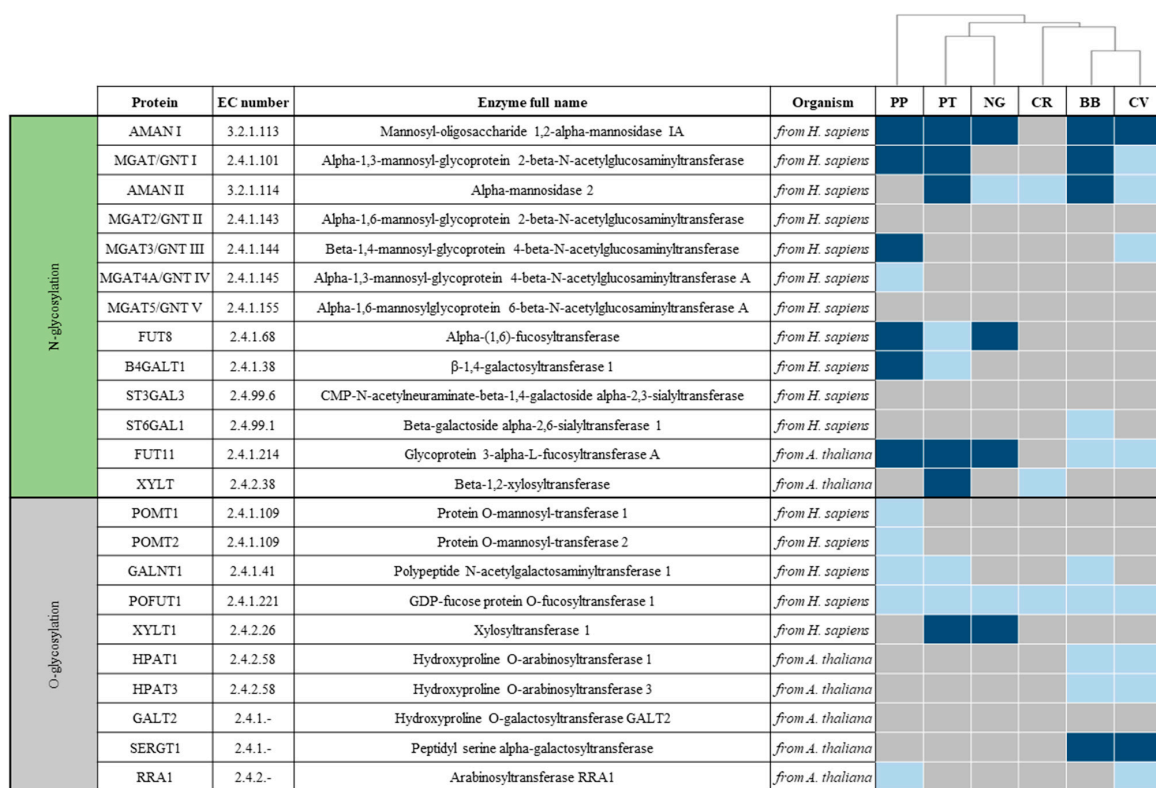 Protein EC number Enzyme full name Organism PP PT NG CR BB CV
N-glycosylation
AMAN I 3.2.1.113 Mannosyl-oligosaccharide 1,2-alpha-mannosidase IA from H. sapiens
MGAT/GNT I 2.4.1.101 Alpha-1,3-mannosyl-glycoprotein 2-beta-N-acetylglucosaminyltransferase from H. sapiens
AMAN II 3.2.1.114 Alpha-mannosidase 2 from H. sapiens
MGAT2/GNT II 2.4.1.143 Alpha-1,6-mannosyl-glycoprotein 2-beta-N-acetylglucosaminyltransferase from H. sapiens
MGAT3/GNT III 2.4.1.144 Beta-1,4-mannosyl-glycoprotein 4-beta-N-acetylglucosaminyltransferase from H. sapiens
MGAT4A/GNT IV 2.4.1.145 Alpha-1,3-mannosyl-glycoprotein 4-beta-N-acetylglucosaminyltransferase A from H. sapiens
MGAT5/GNT V 2.4.1.155 Alpha-1,6-mannosylglycoprotein 6-beta-N-acetylglucosaminyltransferase A from H. sapiens
FUT8 2.4.1.68 Alpha-(1,6)-fucosyltransferase from H. sapiens
B4GALT1 2.4.1.38 β-1,4-galactosyltransferase 1 from H. sapiens
ST3GAL3 2.4.99.6 CMP-N-acetylneuraminate-beta-1,4-galactoside alpha-2,3-sialyltransferase from H. sapiens
ST6GAL1 2.4.99.1 Beta-galactoside alpha-2,6-sialyltransferase 1 from H. sapiens
FUT11 2.4.1.214 Glycoprotein 3-alpha-L-fucosyltransferase A from A. thaliana
XYLT 2.4.2.38 Beta-1,2-xylosyltransferase from A. thaliana
O-glycosylation
POMT1 2.4.1.109 Protein O-mannosyl-transferase 1 from H. sapiens
POMT2 2.4.1.109 Protein O-mannosyl-transferase 2 from H. sapiens
GALNT1 2.4.1.41 Polypeptide N-acetylgalactosaminyltransferase 1 from H. sapiens
POFUT1 2.4.1.221 GDP-fucose protein O-fucosyltransferase 1 from H. sapiens
XYLT1 2.4.2.26 Xylosyltransferase 1 from H. sapiens
HPAT1 2.4.2.58 Hydroxyproline O-arabinosyltransferase 1 from A. thaliana
HPAT3 2.4.2.58 Hydroxyproline O-arabinosyltransferase 3 from A. thaliana
GALT2 2.4.1.- Hydroxyproline O-galactosyltransferase GALT2 from A. thaliana
SERGT1 2.4.1.- Peptidyl serine alpha-galactosyltransferase from A. thaliana
RRA1 2.4.2.- Arabinosyltransferase RRA1 from A. thaliana